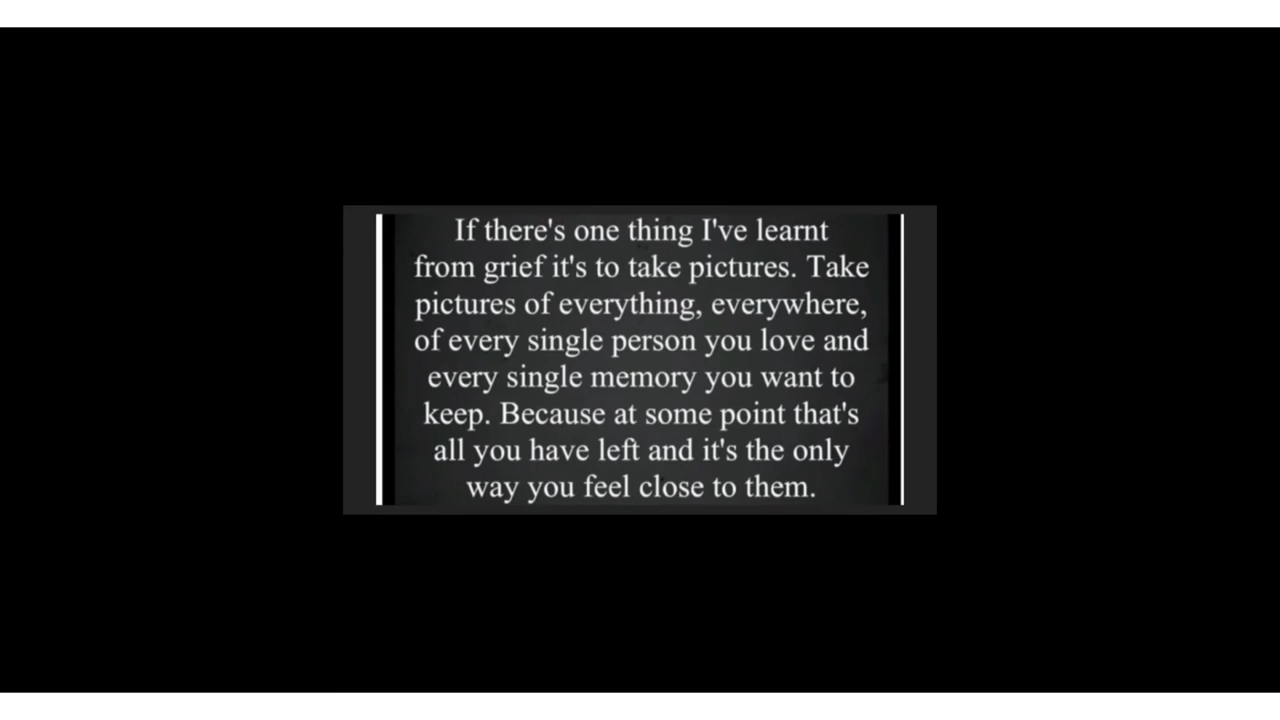 If there's one thing I've learnt
from grief it's to take pictures. Take
pictures of everything, everywhere,
of every single person you love and
every single memory you want to
keep. Because at some point that's
all you have left and it's the only
way you feel close to them.